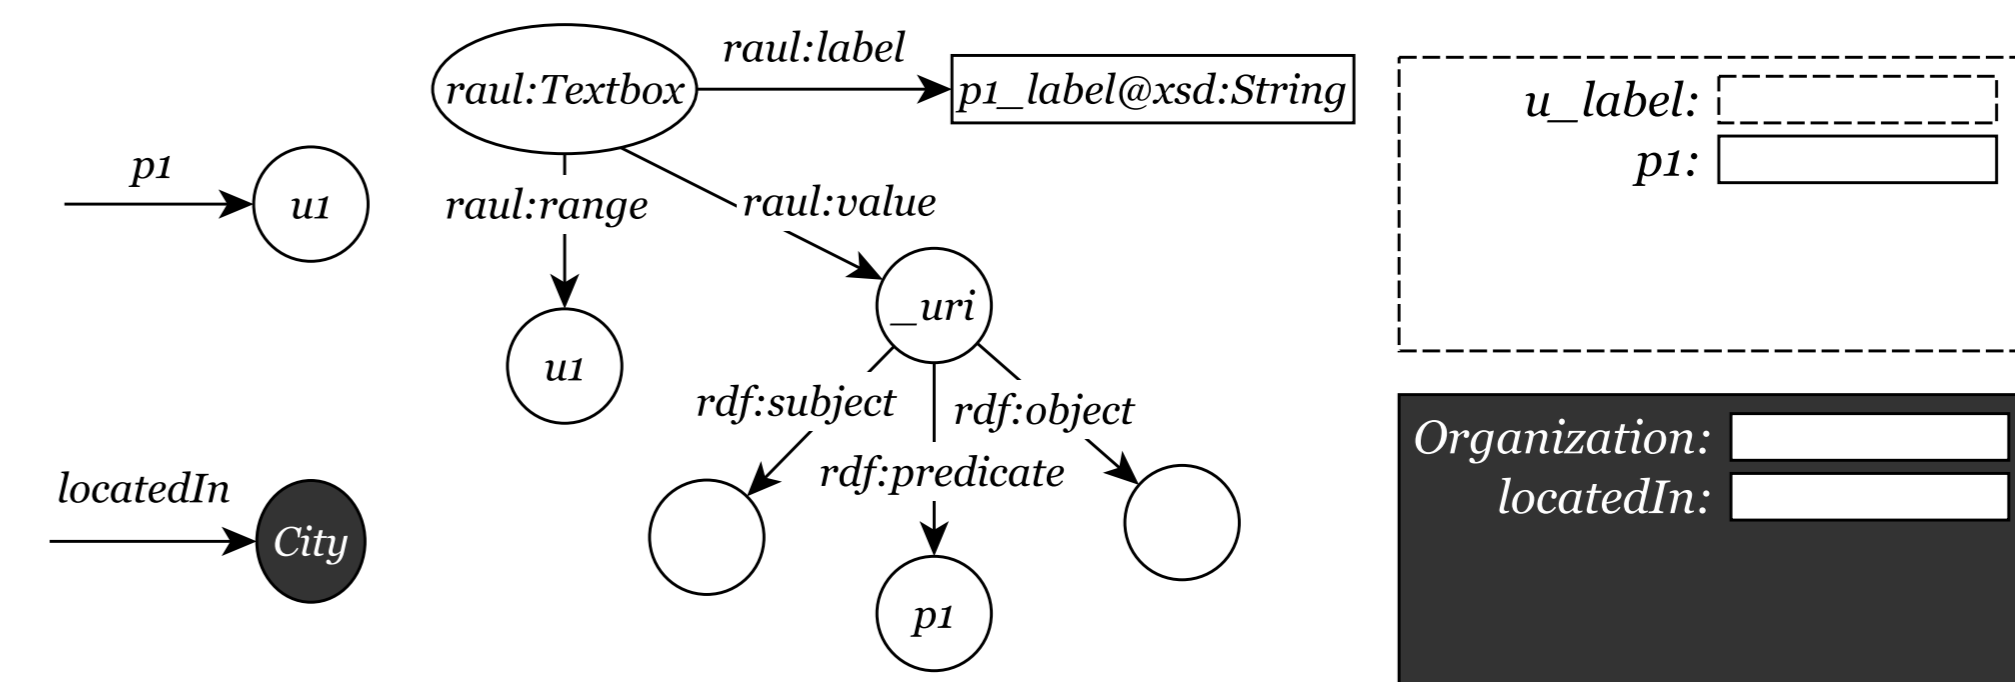 raul:label
raul:Textbox
p1_label@xsd:String
u_label:
p1:
p1
u1
raul:range
raul:value
_uri
u1
rdf:subject
rdf:object
rdf:predicate
Organization:
locatedIn:
locatedIn
City
p1